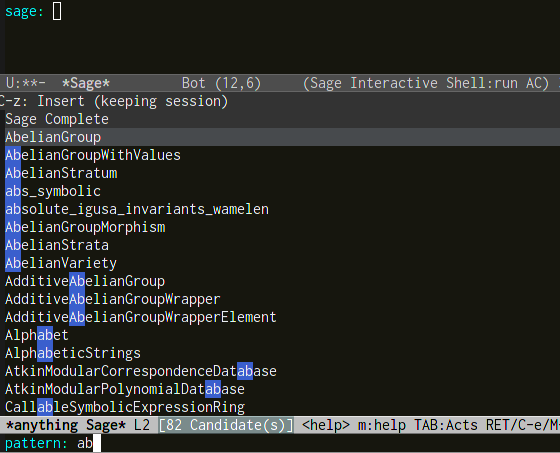 sage:
U:**-  *Sage*       Bot (12,6)     (Sage Interactive Shell:run AC)
C-z: Insert (keeping session)
Sage Complete
AbelianGroup
AbelianGroupWithValues
AbelianStratum
abs_symbolic
absolute_igusa_invariants_wamelen
AbelianGroupMorphism
AbelianStrata
AbelianVariety
AdditiveAbelianGroup
AdditiveAbelianGroupWrapper
AdditiveAbelianGroupWrapperElement
Alphabet
AlphabeticStrings
AtkinModularCorrespondenceDatabase
AtkinModularPolynomialDatabase
CallableSymbolicExpressionRing
*anything Sage* L2 [82 Candidate(s)] <help> m:help TAB:Acts RET/C-e/M
pattern: ab